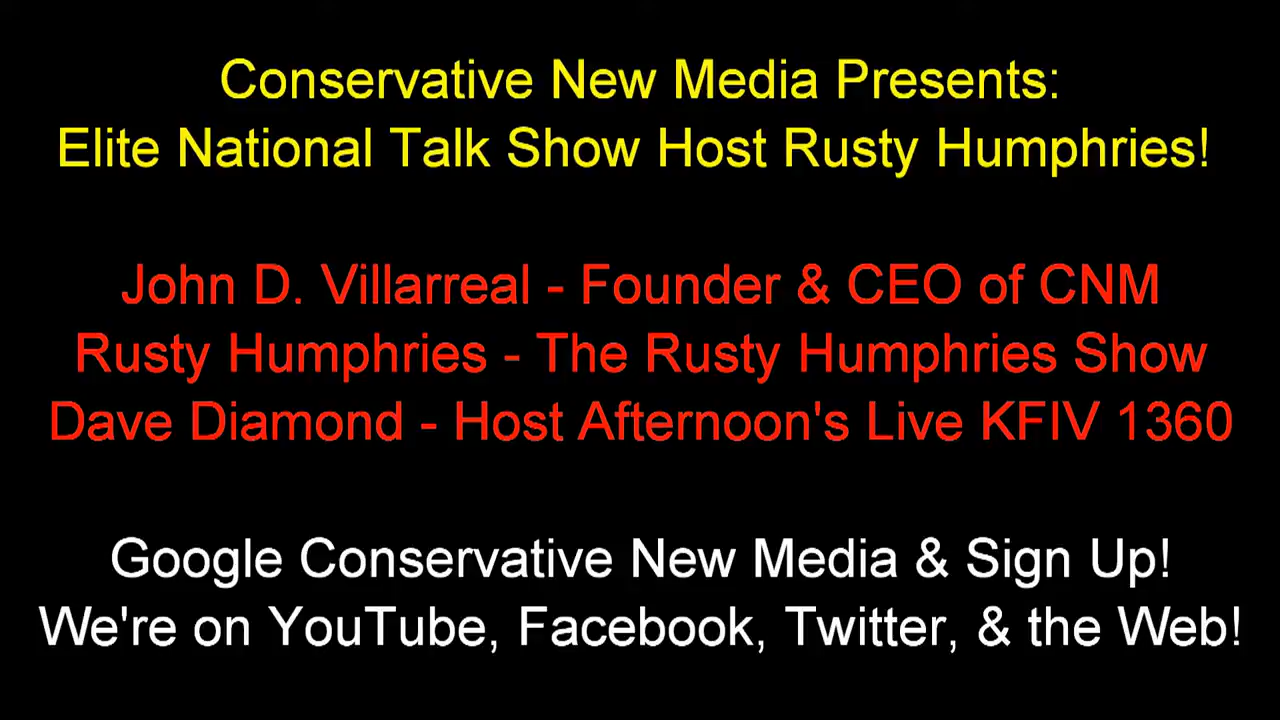 Conservative New Media Presents:
Elite National Talk Show Host Rusty Humphries!
John D. Villarreal - Founder & CEO of CNM
Rusty Humphries - The Rusty Humphries Show
Dave Diamond - Host Afternoon's Live KFIV 1360
Google Conservative New Media & Sign Up!
We're on YouTube, Facebook, Twitter, & the Web!